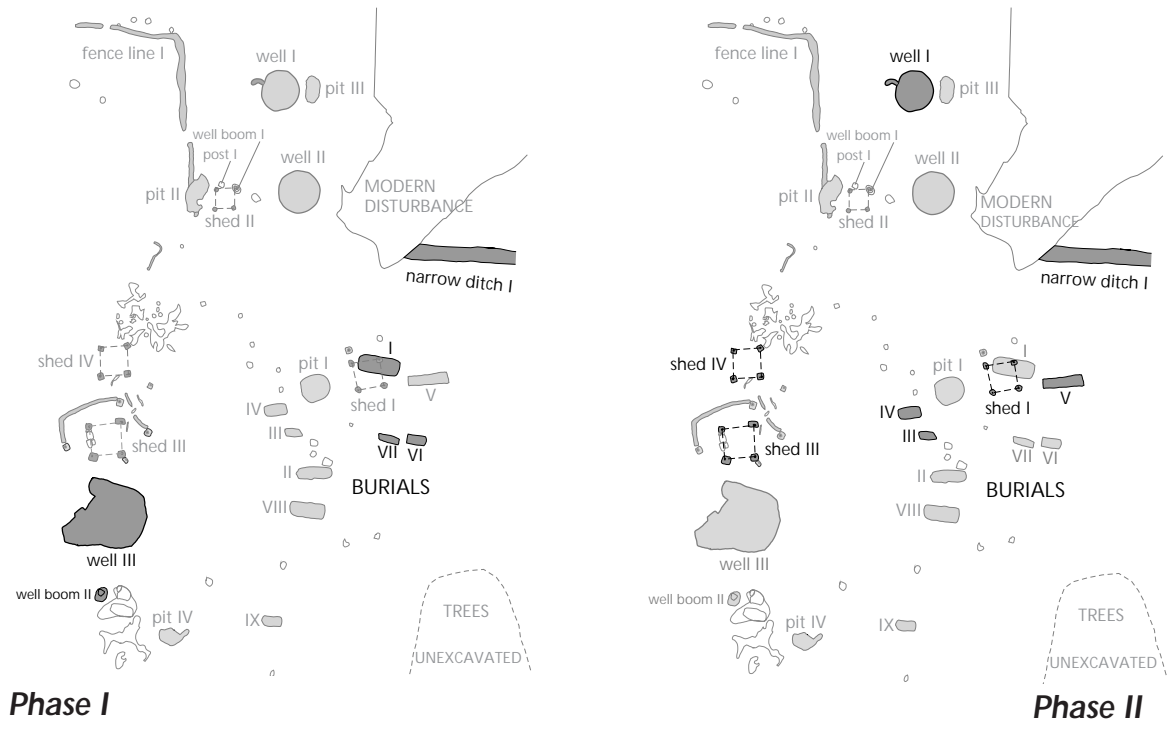 fence line I
well I
pit III
well boom I
post I
well II
pit II
shed II
MODERN
DISTURBANCE
narrow ditch I
shed IV
pit I
I
V
shed I
IV
III
shed III
VII
VI
II
BURIALS
VIII
well III
well boom II
pit IV
IX
TREES
UNEXCAVATED
Phase I
fence line I
well I
pit III
well boom I
post I
well II
pit II
shed II
MODERN
DISTURBANCE
narrow ditch I
shed IV
pit I
I
V
shed I
IV
III
shed III
VII
VI
II
BURIALS
VIII
well III
well boom II
pit IV
IX
TREES
UNEXCAVATED
Phase II